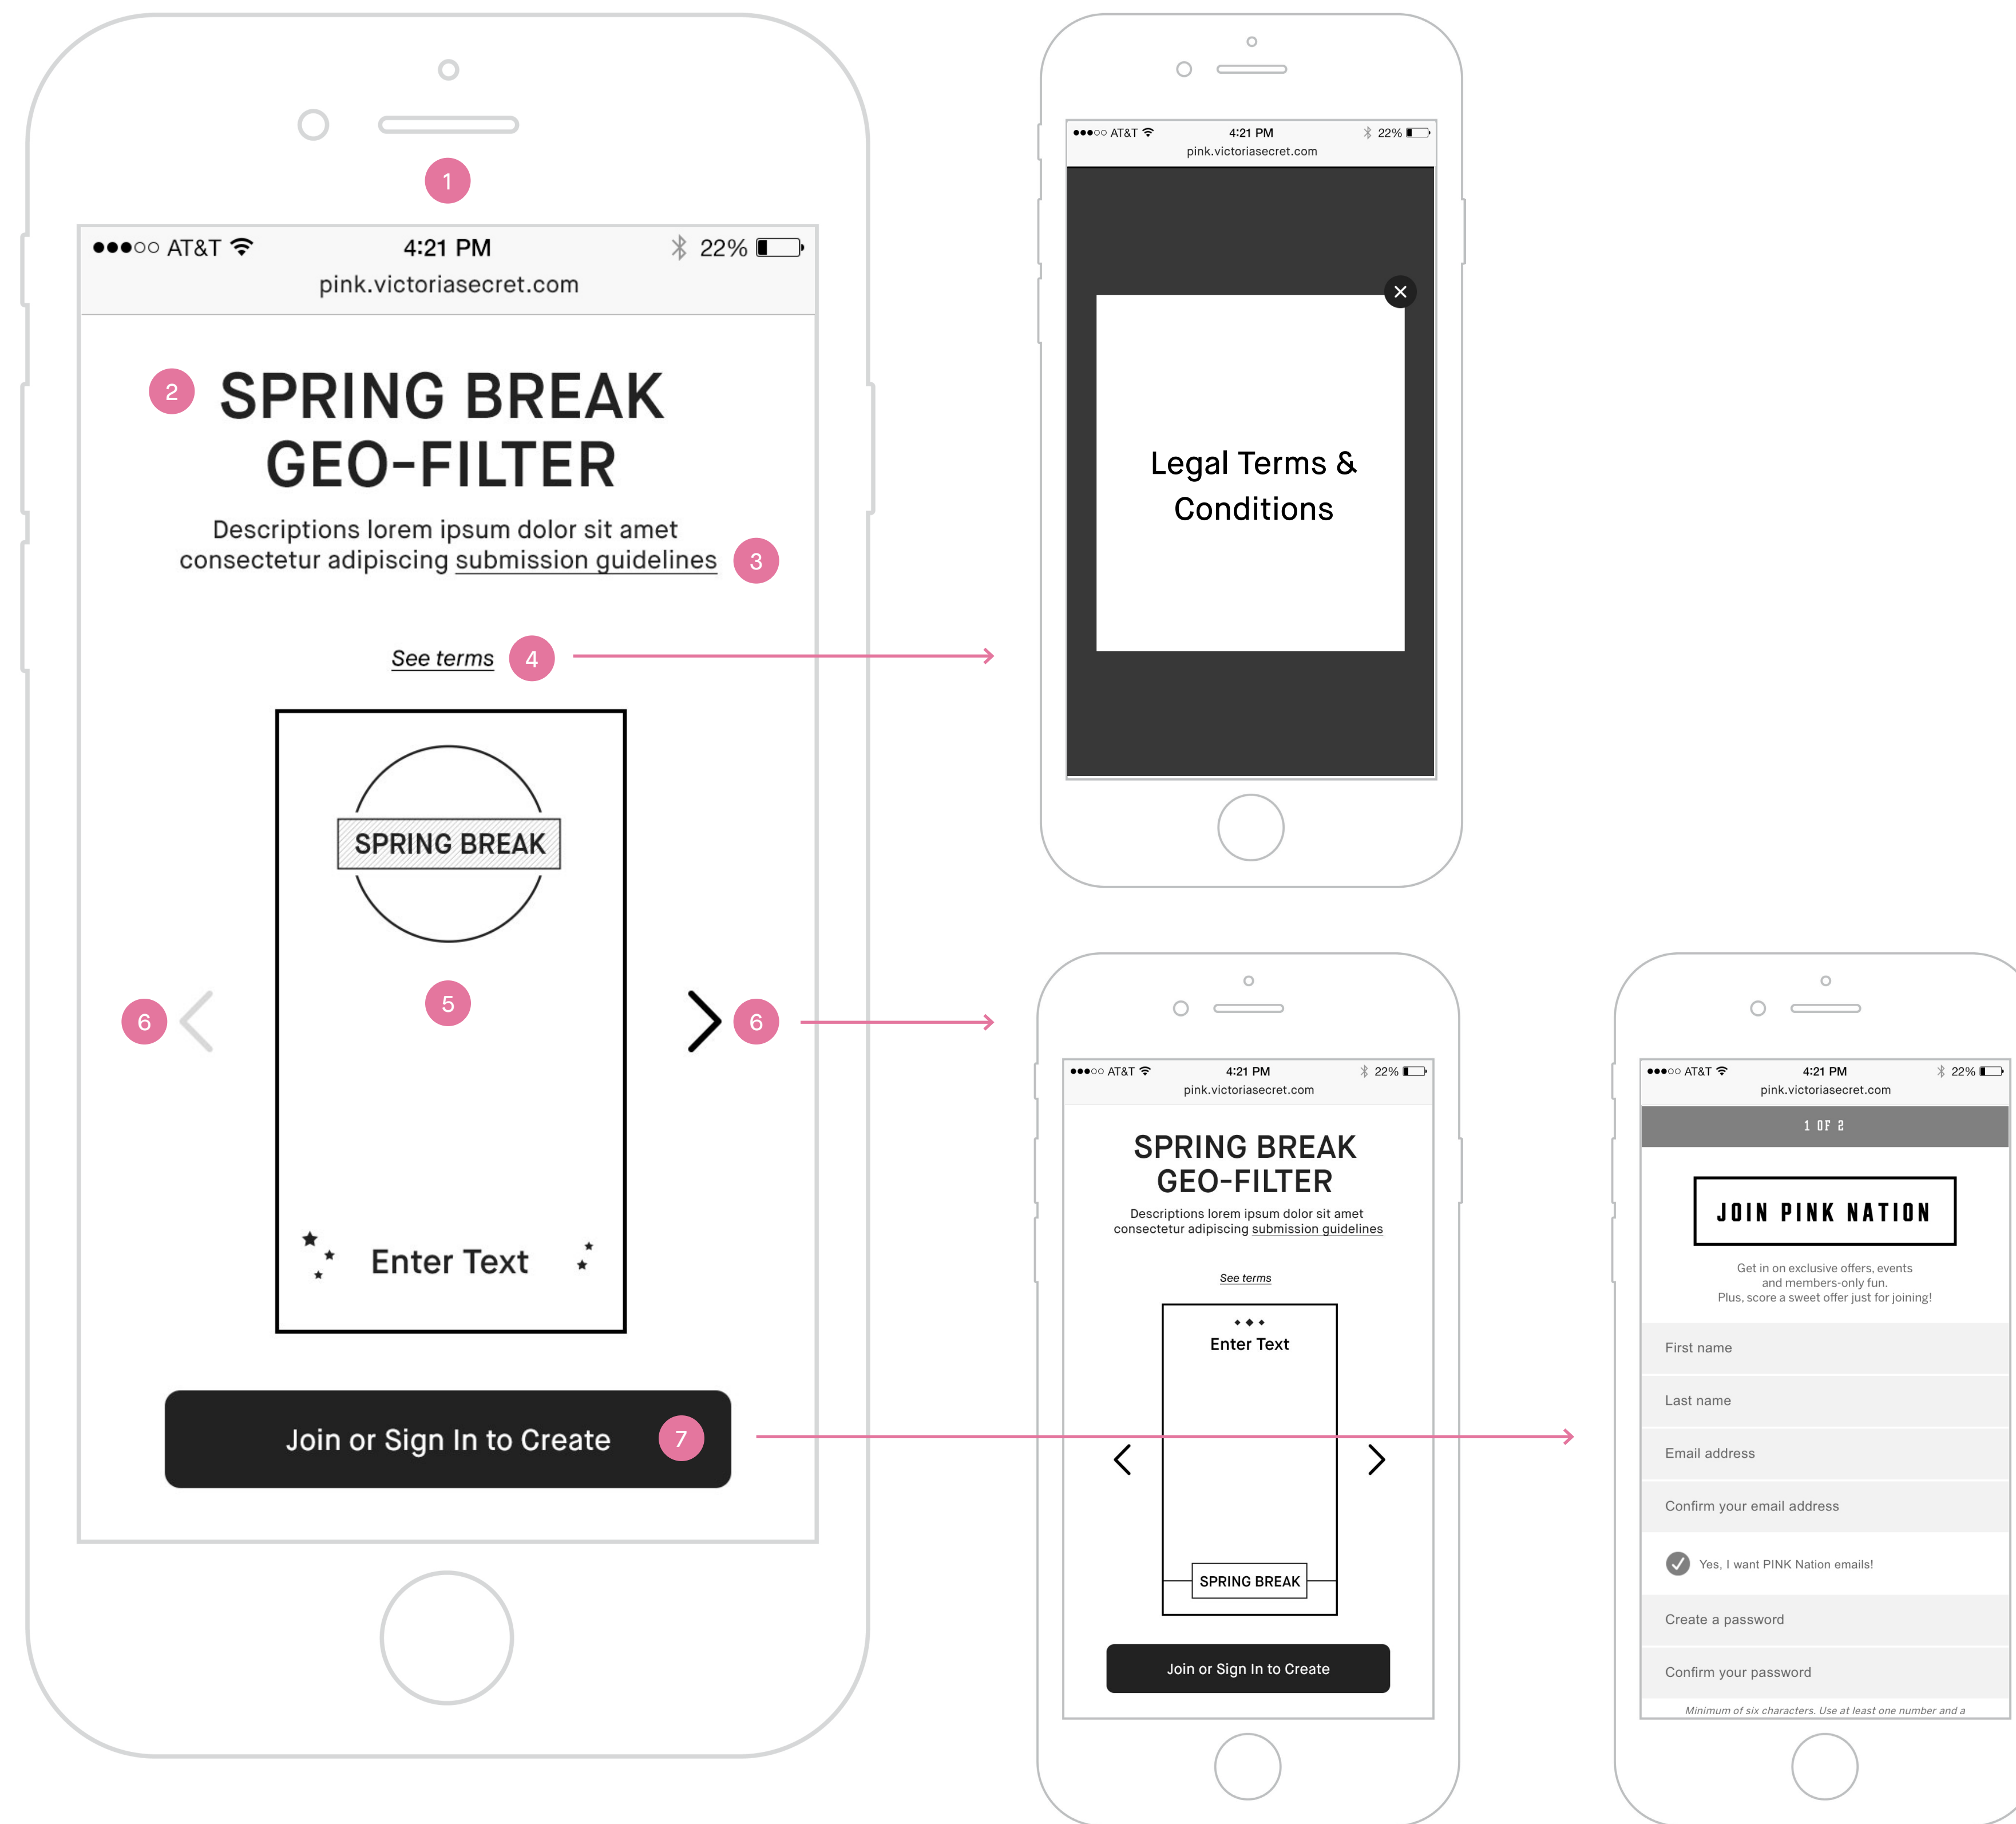 1
AT&T 4:21 PM 22%
pink.victoriasecret.com
2
SPRING BREAK
GEO-FILTER
Descriptions lorem ipsum dolor sit amet
consectetur adipiscing submission guidelines
3
See terms
4
SPRING BREAK
5
6
6
Enter Text
Join or Sign In to Create
7
AT&T 4:21 PM 22%
pink.victoriasecret.com
Legal Terms &
Conditions
AT&T 4:21 PM 22%
pink.victoriasecret.com
SPRING BREAK
GEO-FILTER
Descriptions lorem ipsum dolor sit amet
consectetur adipiscing submission guidelines
See terms
Enter Text
SPRING BREAK
Join or Sign In to Create
AT&T 4:21 PM 22%
pink.victoriasecret.com
1 OF 2
JOIN PINK NATION
Get in on exclusive offers, events
and members-only fun.
Plus, score a sweet offer just for joining!
First name
Last name
Email address
Confirm your email address
Yes, I want PINK Nation emails!
Create a password
Confirm your password
Minimum of six characters. Use at least one number and a